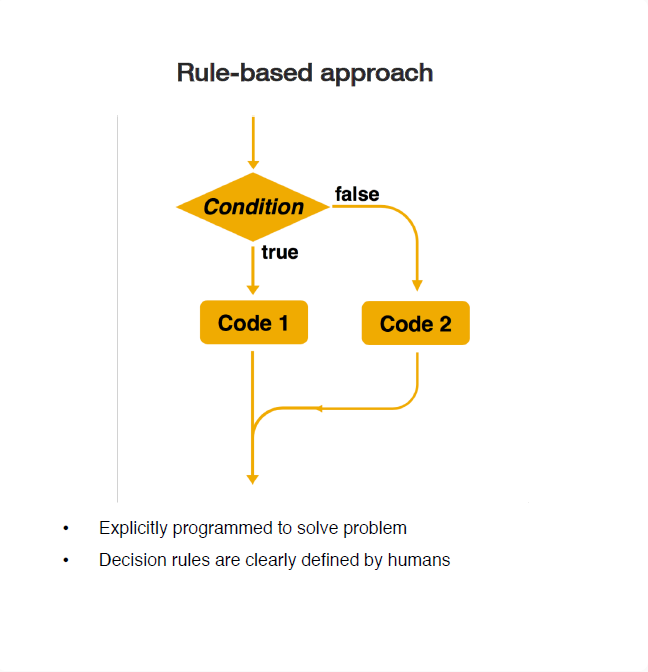 Rule-based approach
Condition
false
true
Code 1
Code 2
• Explicitly programmed to solve problem
• Decision rules are clearly defined by humans